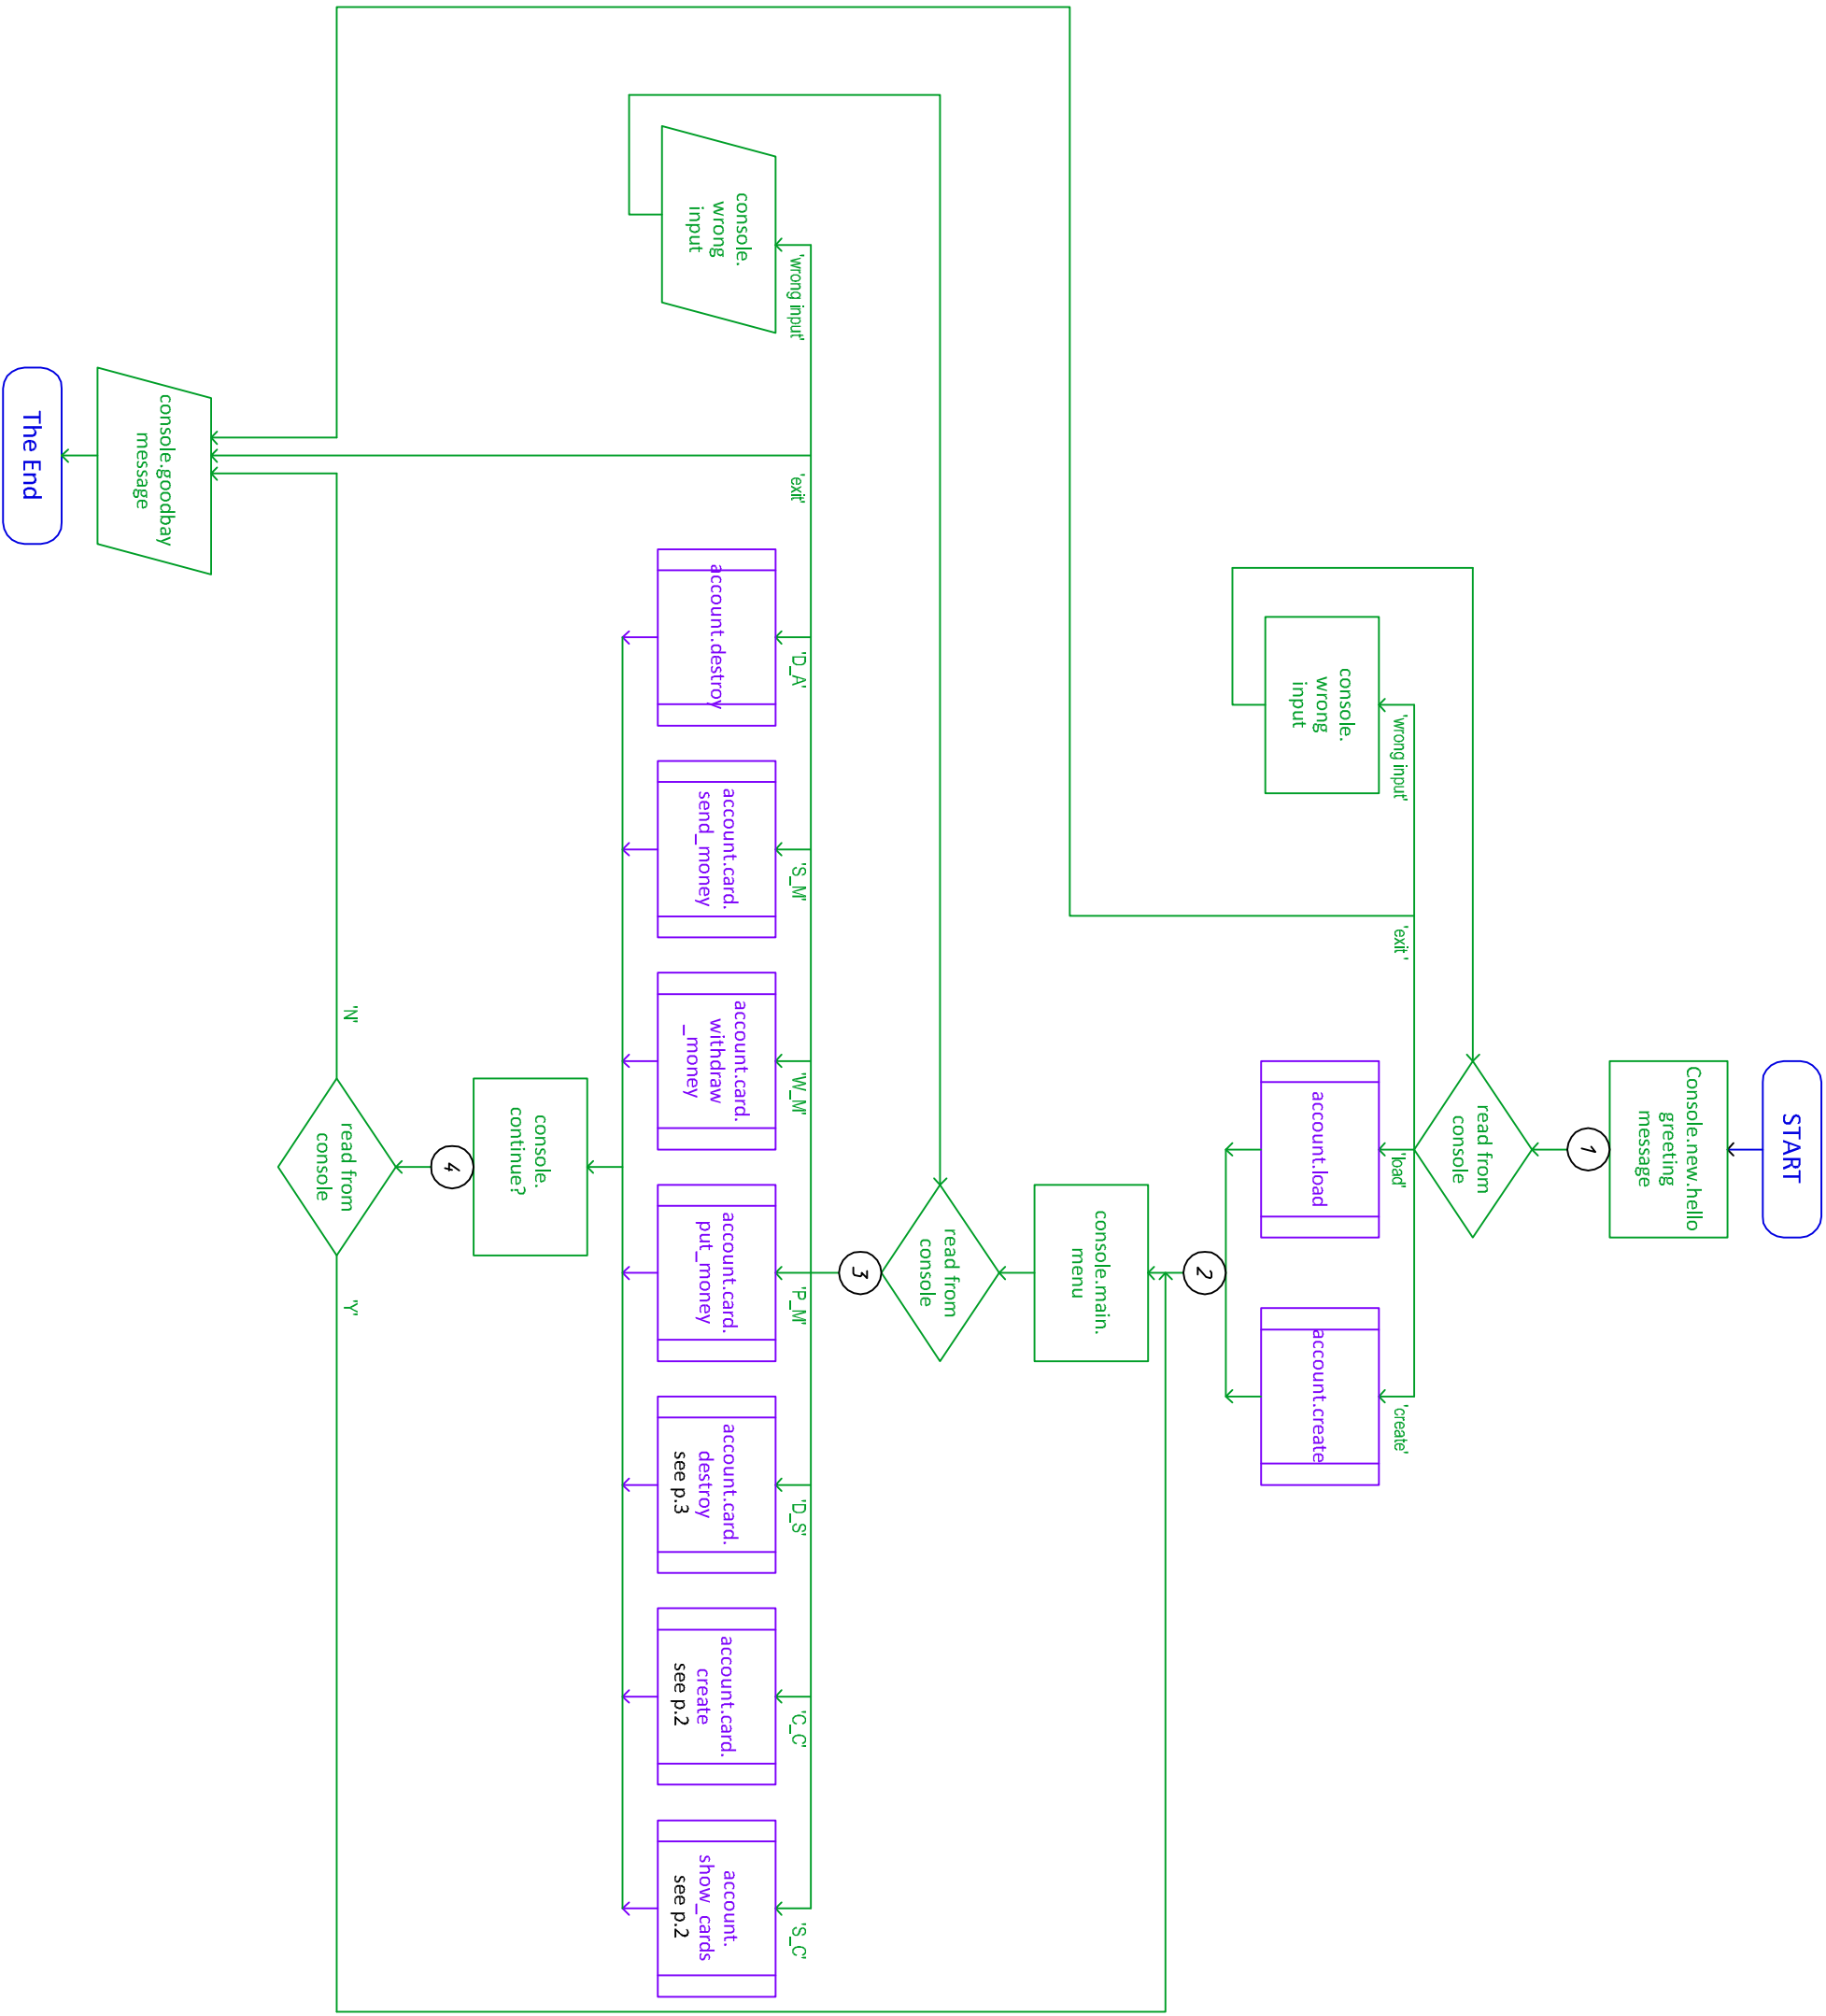 START
Console.new.hello
greeting
message
1
read from
console
'wrong input'
'exit '
'load'
'create'
console.
wrong
input
account.load
account.create
2
console.main.
menu
read from
console
3
'wrong input'
'exit'
'D_A'
'S_M'
'W_M'
'P_M'
'D_S'
'C_C'
'S_C'
console.
wrong
input
account.destroy
account.card.
send_money
account.card.
withdraw
_money
account.card.
put_money
account.card.
destroy
see p.3
account.card.
create
see p.2
account.
show_cards
see p.2
console.
continue?
4
read from
console
'N'
'Y'
console.goodbay
message
The End